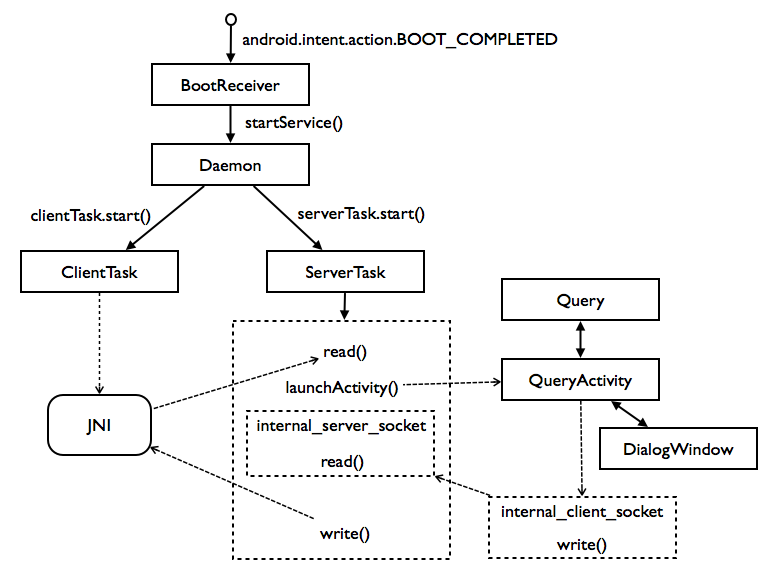 android.intent.action.BOOT_COMPLETED
BootReceiver
startService()
Daemon
clientTask.start()
serverTask.start()
ClientTask
ServerTask
Query
read()
launchActivity()
QueryActivity
JNI
internal_server_socket
read()
DialogWindow
internal_client_socket
write()
write()